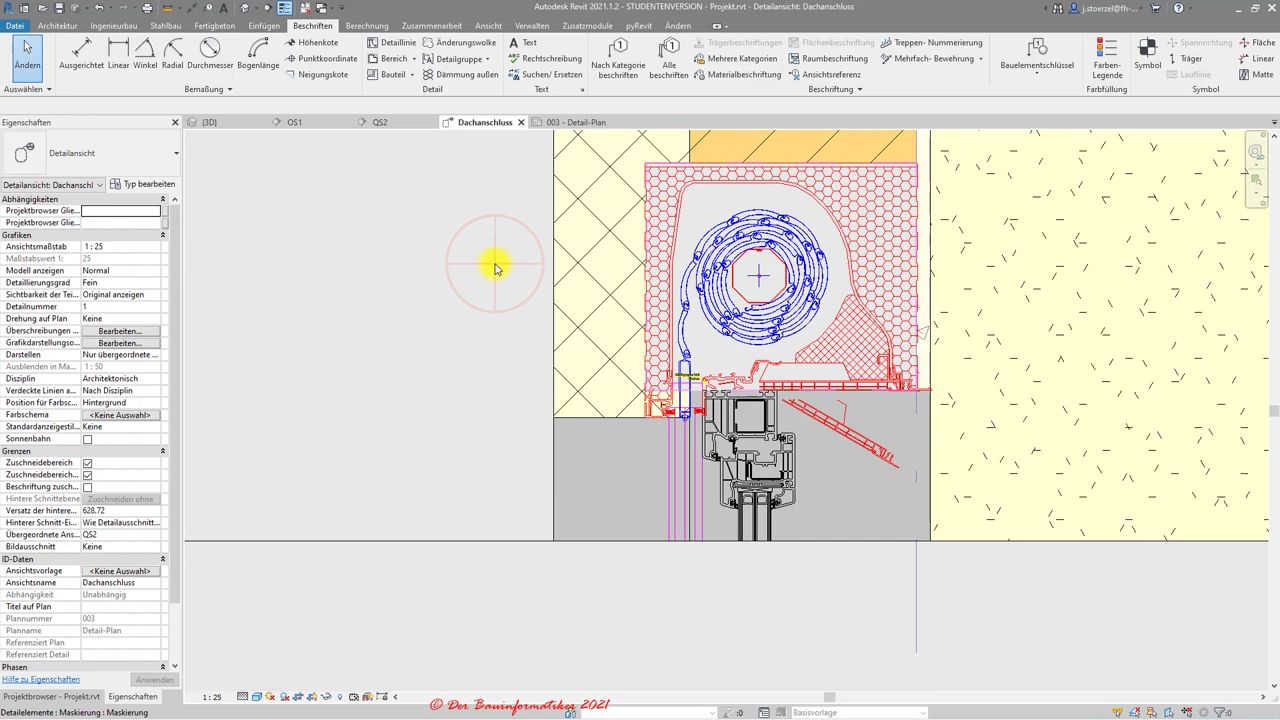 Autodesk Revit 2021.1.2 - STUDENTENVERSION - Projekt.rvt - Detailansicht: Dachanschluss
j.stoerzel@fh-...
Datei Architektur Ingenieurbau Stahlbau Fertigteile Fertigung Einfügen Beschriften Berechnung Zusammenarbeit Ansicht Verwalten Zusatzmodule pyRevit Ändern
Ändern
Ausgerichtet Linear Winkel Radial Durchmesser Bogenlänge
Höhenkote
Punktkoordinate
Neigungskote
Detaillinie Änderungswolke
Bereich Detailgruppe
Bauteil Dämmung außen
Text
Rechtschreibung
Suchen/ Ersetzen
Nach Kategorie beschriften
Alle beschriften
Trägerbeschriftungen
Mehrere Kategorien
Materialbeschriftung
Flächenbeschriftung
Raumbeschriftung
Ansichtsreferenz
Treppen- Nummerierung
Mehrfach- Bewehrung
Bauelementschlüssel
Farben-Legende
Symbol
Spannrichtung
Träger
Lauflinie
Fläche
Linear
Matte
Auswählen Bemaßung Detail Text Beschriftung Farbfüllung Symbol
Eigenschaften
{3D} OS1 QS2 Dachanschluss 003 - Detail-Plan
Detailansicht
Detailansicht: Dachanschl Typ bearbeiten
Abhängigkeiten
Projektbrowser Glie...
Projektbrowser Glie...
Grafiken
Ansichtsmaßstab 1 : 25
Maßstabswert 1: 25
Modell anzeigen Normal
Detaillierungsgrad Fein
Sichtbarkeit der Tei... Original anzeigen
Detailnummer 1
Drehung auf Plan Keine
Überschreibungen ... Bearbeiten...
Grafikdarstellungso... Bearbeiten...
Darstellen Nur übergeordnete ...
Ausblenden in Ma... 1 : 50
Disziplin Architektonisch
Verdeckte Linien a... Nach Disziplin
Position für Farbsc... Hintergrund
Farbschema <Keine Auswahl>
Standardanzeigestil... Keine
Sonnenbahn
Grenzen
Zuschneidebereich
Zuschneidebereich...
Beschriftung zusch...
Hintere Schnittebene Zuschneiden ohne
Versatz der hintere... 628.72
Hinterer Schnitt-Ei... Wie Detailausschnitt...
Übergeordnete Ans... QS2
Bildausschnitt Keine
ID-Daten
Ansichtsvorlage <Keine Auswahl>
Ansichtsname Dachanschluss
Abhängigkeit Unabhängig
Titel auf Plan
Plannummer 003
Planname Detail-Plan
Referenziert Plan
Referenziert Detail
Phasen
Hilfe zu Eigenschaften Anwenden
Projektbrowser - Projekt.rvt Eigenschaften
1 : 25
© Der Bauinformatiker 2021
Detailelemente : Maskierung : Maskierung
:0
Basisvorlage
:0